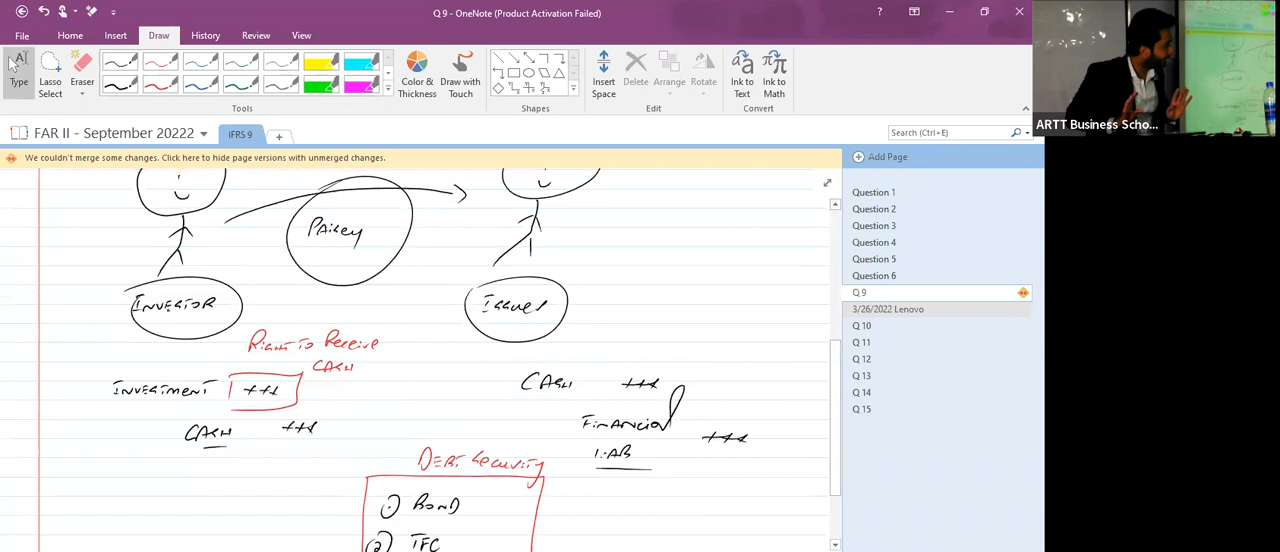 Q 9 - OneNote (Product Activation Failed)
File Home Insert Draw History Review View
Type
Lasso Select
Eraser
Color & Thickness
Draw with Touch
Insert Space
Delete
Arrange
Rotate
Ink to Text
Ink to Math
Tools
Shapes
Edit
Convert
ARTT Business Scho...
FAR II - September 20222
IFRS 9
Search (Ctrl+E)
We couldn't merge some changes. Click here to hide page versions with unmerged changes.
Add Page
Question 1
Question 2
Question 3
Question 4
Question 5
Question 6
Q 9
3/26/2022 Lenovo
Q 10
Q 11
Q 12
Q 13
Q 14
Q 15
INVESTOR
ISSUER
RIGHT TO RECEIVE
CASH
INVESTMENT +++
CASH +++
CASH +++
FINANCIAL
LIAB +++
DEBT SECURITY
① BOND
② TFC